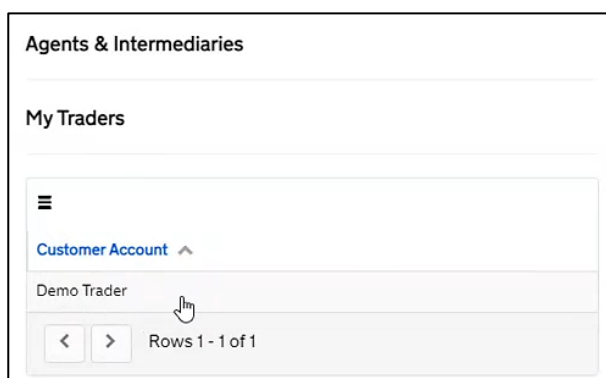 Agents & Intermediaries
My Traders
Customer Account
Demo Trader
Rows 1 - 1 of 1